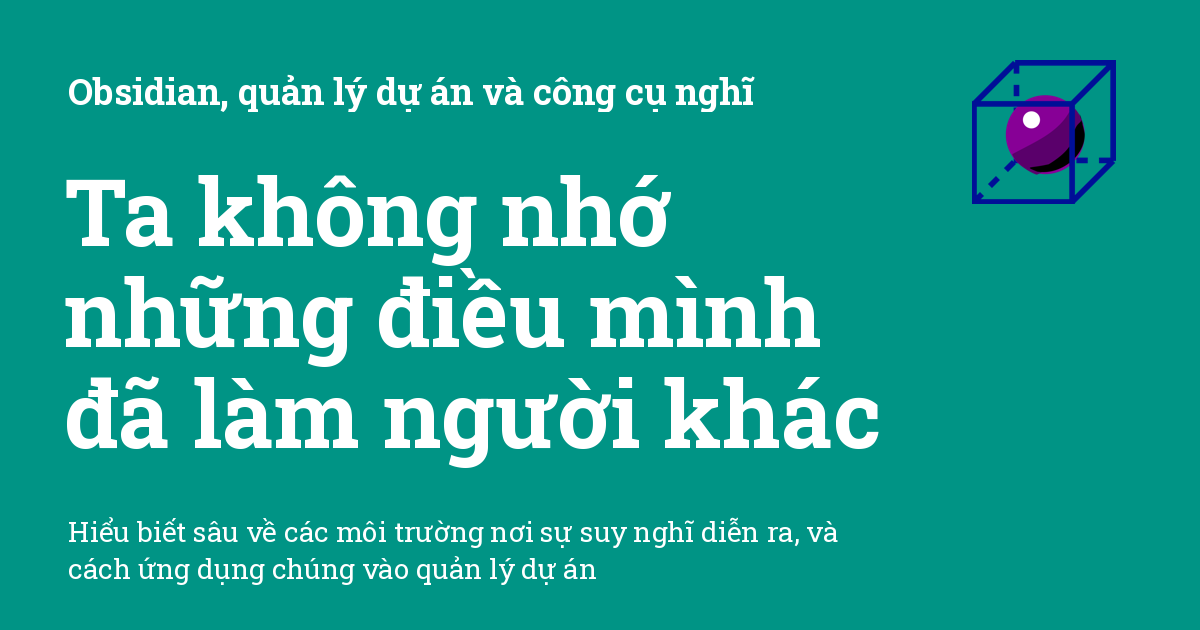 Obsidian, quản lý dự án và công cụ nghĩ
Ta không nhớ
những điều mình
đã làm người khác
Hiểu biết sâu về các môi trường nơi sự suy nghĩ diễn ra, và
cách ứng dụng chúng vào quản lý dự án